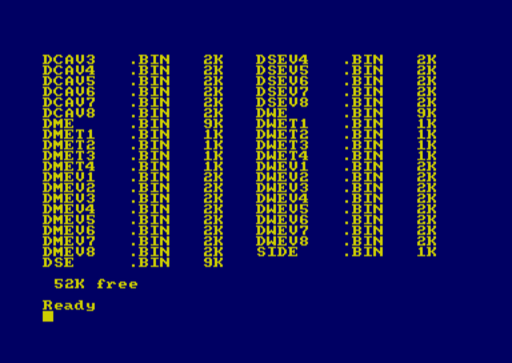 DCAV3 .BIN 2K DSEV4 .BIN 2K
DCAV4 .BIN 2K DSEV5 .BIN 2K
DCAV5 .BIN 2K DSEV6 .BIN 2K
DCAV6 .BIN 2K DSEV7 .BIN 2K
DCAV7 .BIN 2K DSEV8 .BIN 2K
DCAV8 .BIN 2K DWE .BIN 9K
DME .BIN 9K DWET1 .BIN 1K
DMET1 .BIN 1K DWET2 .BIN 1K
DMET2 .BIN 1K DWET3 .BIN 1K
DMET3 .BIN 1K DWET4 .BIN 1K
DMET4 .BIN 1K DWEV1 .BIN 2K
DMEV1 .BIN 2K DWEV2 .BIN 2K
DMEV2 .BIN 2K DWEV3 .BIN 2K
DMEV3 .BIN 2K DWEV4 .BIN 2K
DMEV4 .BIN 2K DWEV5 .BIN 2K
DMEV5 .BIN 2K DWEV6 .BIN 2K
DMEV6 .BIN 2K DWEV7 .BIN 2K
DMEV7 .BIN 2K DWEV8 .BIN 2K
DMEV8 .BIN 2K SIDE .BIN 1K
DSE .BIN 9K
52K free
Ready